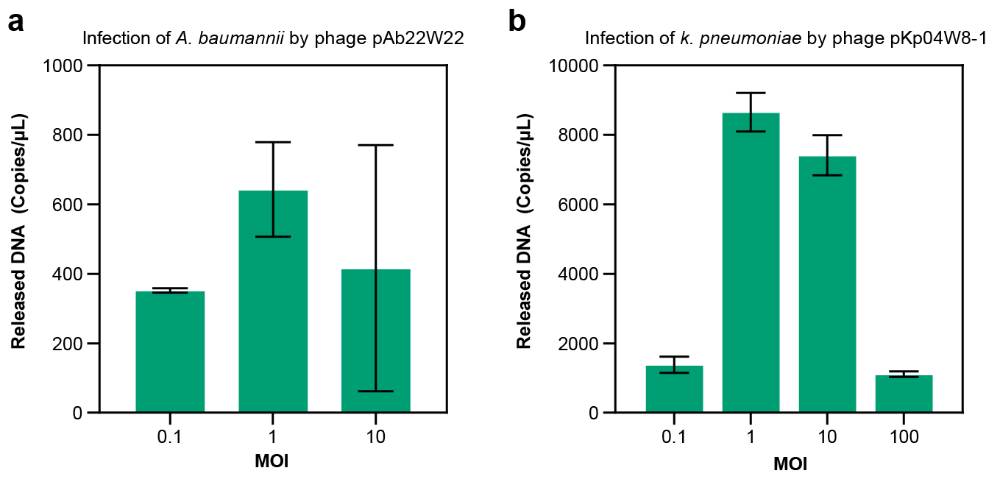 a
Infection of A. baumannii by phage pAb22W22
1000
800
600
400
200
0
Released DNA (Copies/µL)
0.1 1 10
MOI
b
Infection of k. pneumoniae by phage pKp04W8-1
10000
8000
6000
4000
2000
0
Released DNA (Copies/µL)
0.1 1 10 100
MOI